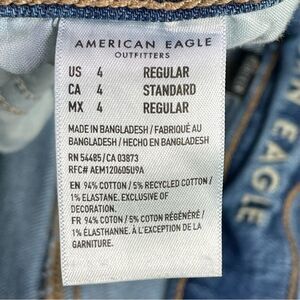 AMERICAN EAGLE
OUTFITTERS
US 4 REGULAR
CA 4 STANDARD
MX 4 REGULAR
MADE IN BANGLADESH / FABRIQUÉ AU
BANGLADESH / HECHO EN BANGLADESH
RN 54485 / CA 03873
RFC# AEM120605U9A
EN: 94% COTTON / 5% RECYCLED COTTON /
1% ELASTANE. EXCLUSIVE OF
DECORATION.
FR: 94% COTON / 5% COTON RÉGÉNÉRÉ /
1% ÉLASTHANNE. À L'EXCEPTION DE LA
GARNITURE.
AN EAGLE